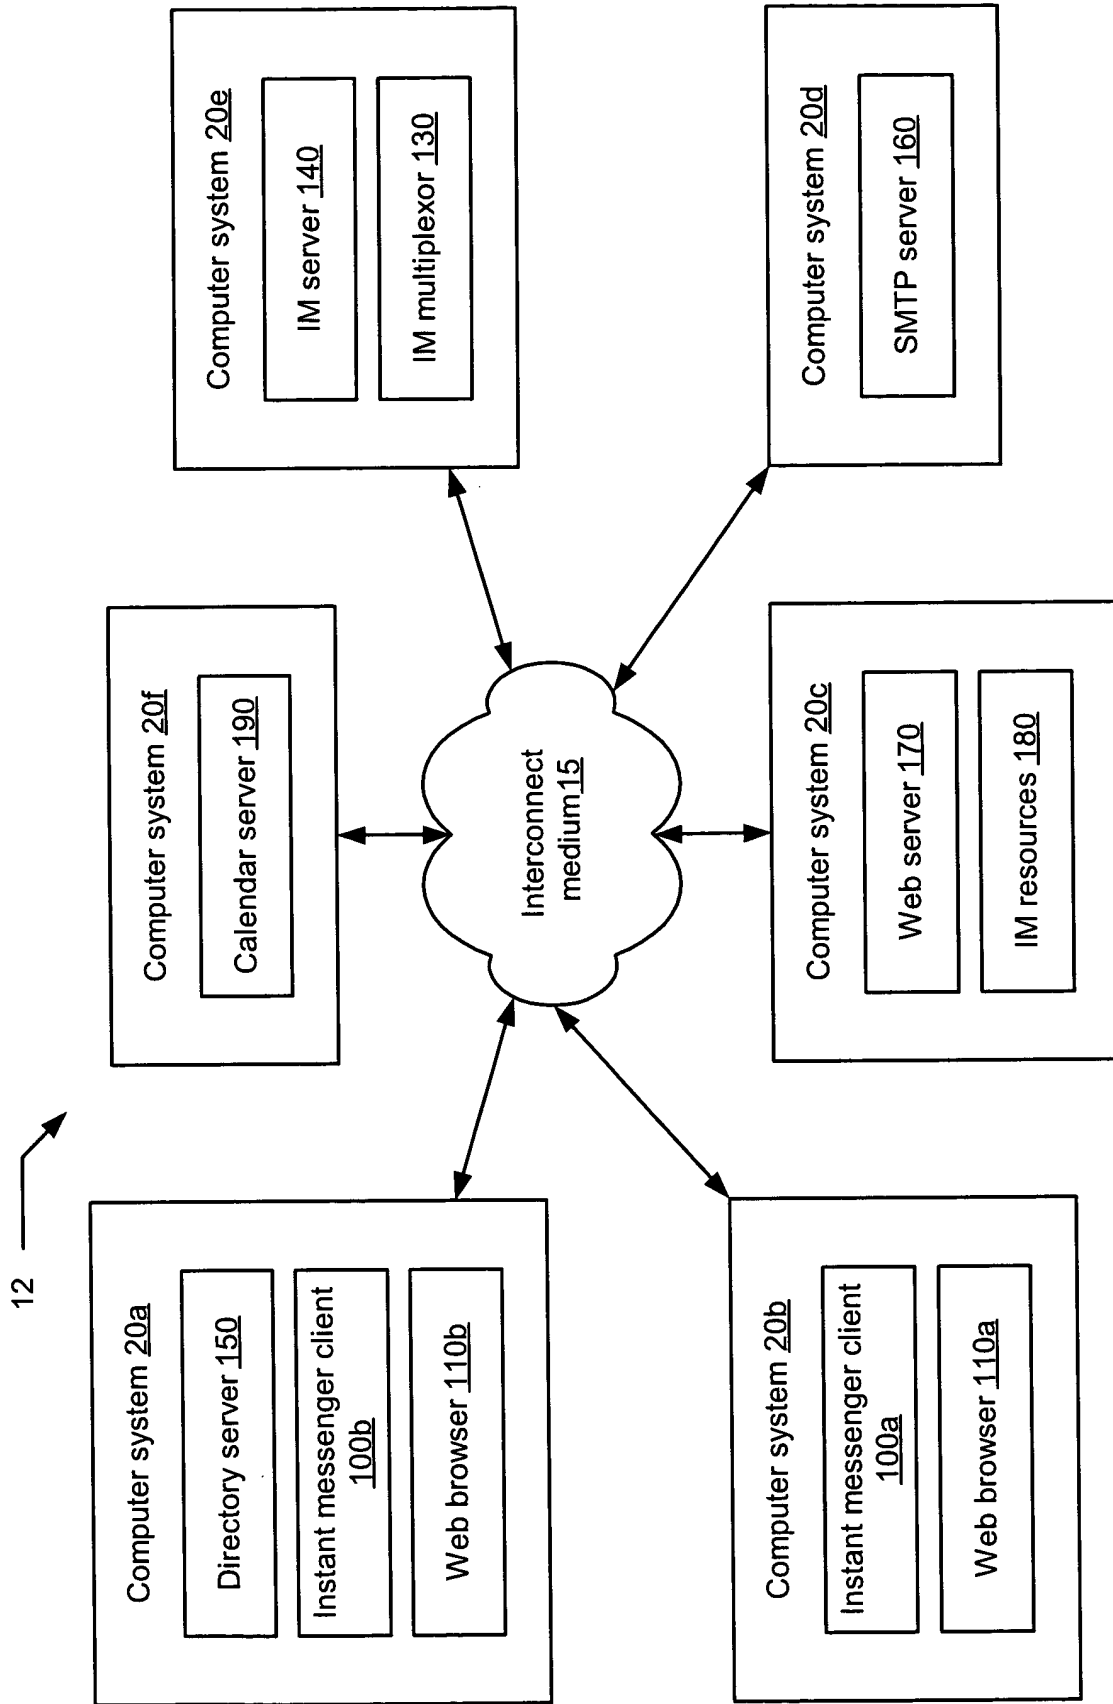 12
Computer system 20a
Directory server 150
Instant messenger client
100b
Web browser 110b
Computer system 20f
Calendar server 190
Computer system 20e
IM server 140
IM multiplexor 130
Interconnect
medium15
Computer system 20b
Instant messenger client
100a
Web browser 110a
Computer system 20c
Web server 170
IM resources 180
Computer system 20d
SMTP server 160